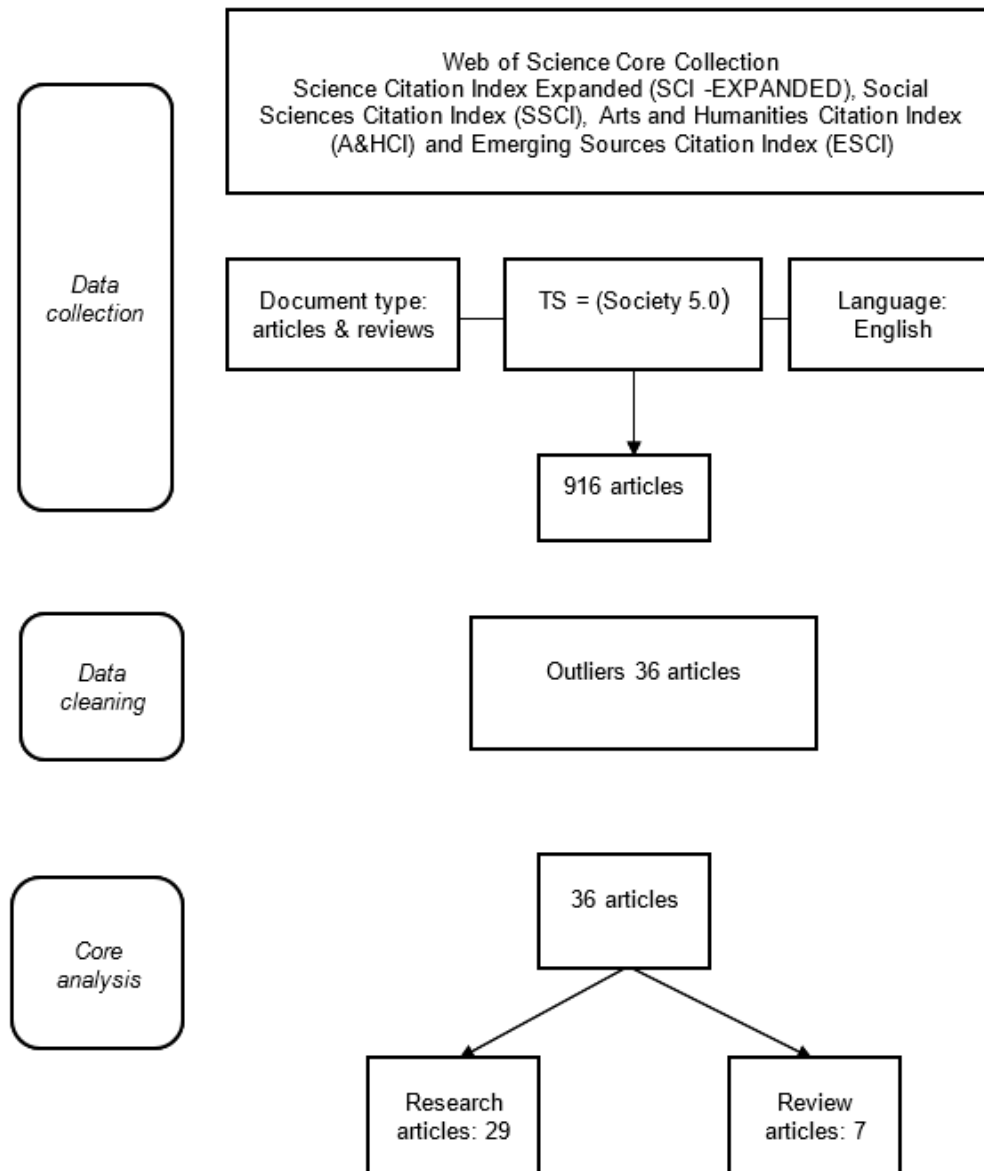 Web of Science Core Collection
Science Citation Index Expanded (SCI -EXPANDED), Social
Sciences Citation Index (SSCI), Arts and Humanities Citation Index
(A&HCI) and Emerging Sources Citation Index (ESCI)
Data
collection
Document type:
articles & reviews
TS = (Society 5.0)
Language:
English
916 articles
Data
cleaning
Outliers 36 articles
Core
analysis
36 articles
Research
articles: 29
Review
articles: 7